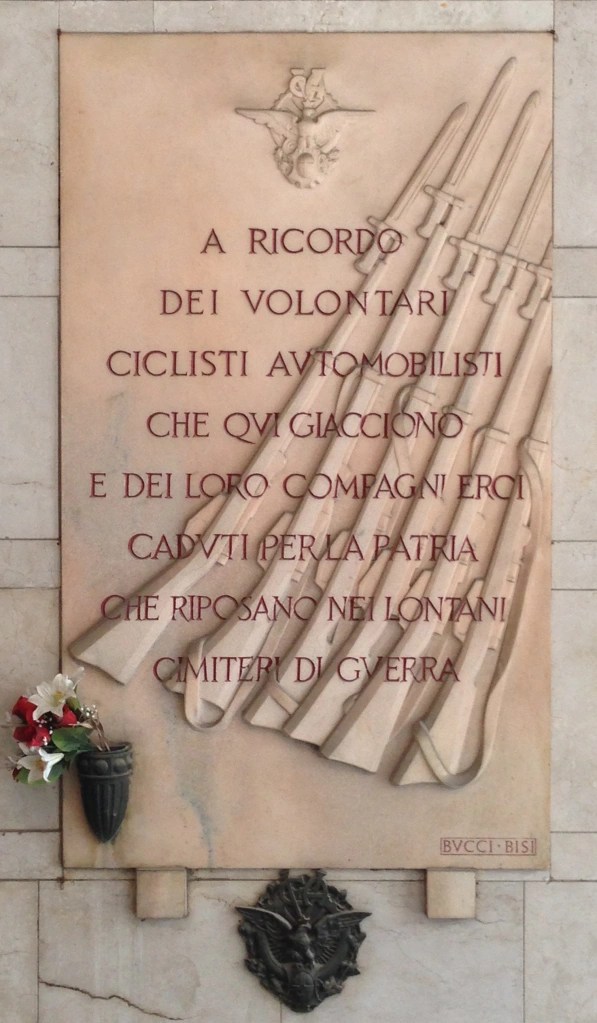 A RICORDO
DEI VOLONTARI
CICLISTI AVTOMOBILISTI
CHE QVI GIACCIONO
E DEI LORO COMPAGNI ERCI
CADVTI PER LA PATRIA
CHE RIPOSANO NEI LONTANI
CIMITERI DI GVERRA
BVCCI · BISI